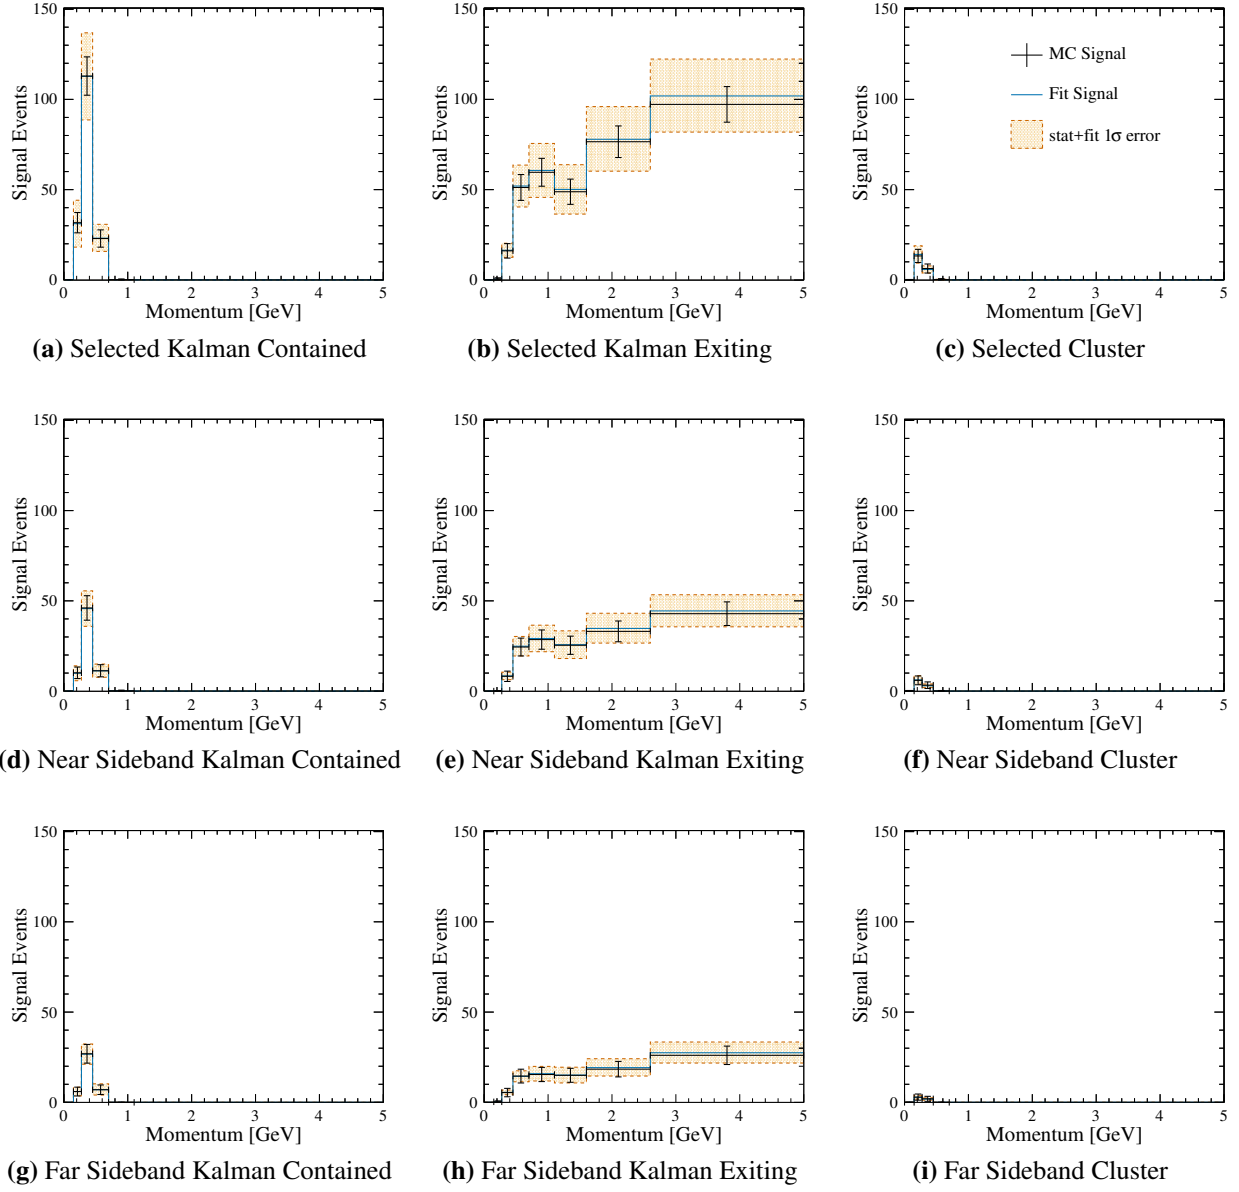 150
100
50
0
Signal Events
0 1 2 3 4 5
Momentum [GeV]
(a) Selected Kalman Contained
150
100
50
0
Signal Events
0 1 2 3 4 5
Momentum [GeV]
(b) Selected Kalman Exiting
150
100
50
0
Signal Events
MC Signal
Fit Signal
stat+fit 1σ error
0 1 2 3 4 5
Momentum [GeV]
(c) Selected Cluster
150
100
50
0
Signal Events
0 1 2 3 4 5
Momentum [GeV]
(d) Near Sideband Kalman Contained
150
100
50
0
Signal Events
0 1 2 3 4 5
Momentum [GeV]
(e) Near Sideband Kalman Exiting
150
100
50
0
Signal Events
0 1 2 3 4 5
Momentum [GeV]
(f) Near Sideband Cluster
150
100
50
0
Signal Events
0 1 2 3 4 5
Momentum [GeV]
(g) Far Sideband Kalman Contained
150
100
50
0
Signal Events
0 1 2 3 4 5
Momentum [GeV]
(h) Far Sideband Kalman Exiting
150
100
50
0
Signal Events
0 1 2 3 4 5
Momentum [GeV]
(i) Far Sideband Cluster